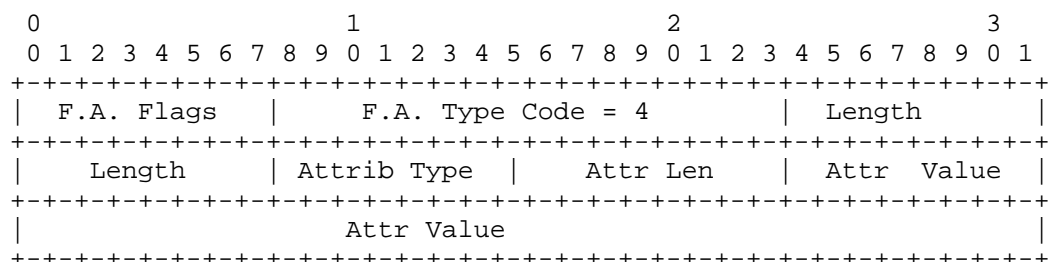 0                   1                   2                   3
 0 1 2 3 4 5 6 7 8 9 0 1 2 3 4 5 6 7 8 9 0 1 2 3 4 5 6 7 8 9 0 1
+-+-+-+-+-+-+-+-+-+-+-+-+-+-+-+-+-+-+-+-+-+-+-+-+-+-+-+-+-+-+-+-+
|  F.A. Flags   |     F.A. Type Code = 4        |  Length       |
+-+-+-+-+-+-+-+-+-+-+-+-+-+-+-+-+-+-+-+-+-+-+-+-+-+-+-+-+-+-+-+-+
|    Length     | Attrib Type  |    Attr Len    |  Attr  Value  |
+-+-+-+-+-+-+-+-+-+-+-+-+-+-+-+-+-+-+-+-+-+-+-+-+-+-+-+-+-+-+-+-+
|                    Attr Value                                 |
+-+-+-+-+-+-+-+-+-+-+-+-+-+-+-+-+-+-+-+-+-+-+-+-+-+-+-+-+-+-+-+-+